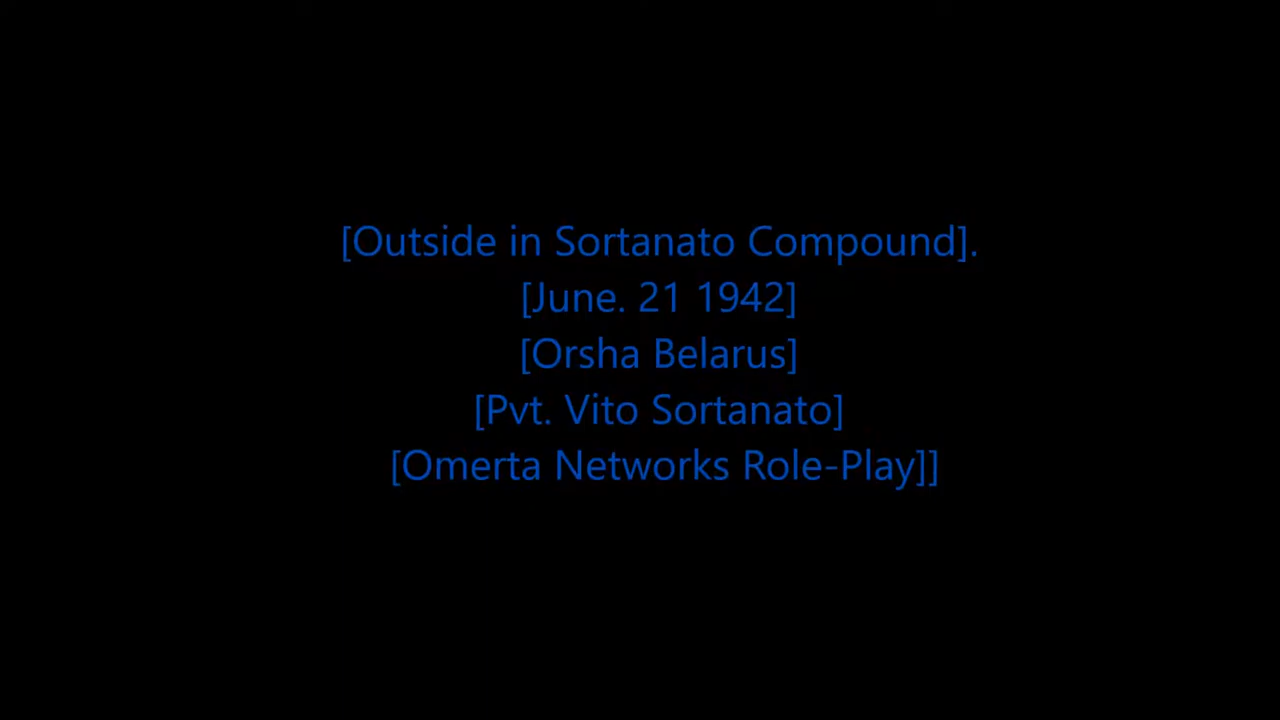 [Outside in Sortanato Compound].
[June. 21 1942]
[Orsha Belarus]
[Pvt. Vito Sortanato]
[Omerta Networks Role-Play]]